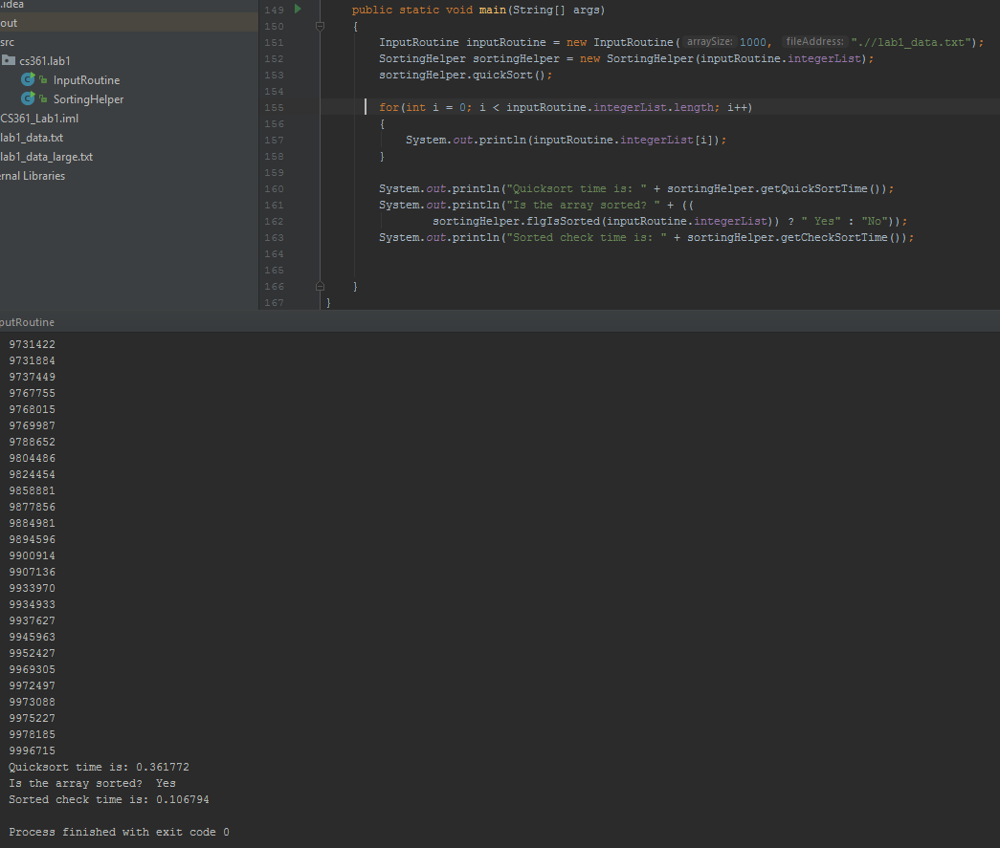 .idea
out
src
cs361.lab1
InputRoutine
SortingHelper
CS361_Lab1.iml
lab1_data.txt
lab1_data_large.txt
ernal Libraries
149 public static void main(String[] args)
150 {
151 InputRoutine inputRoutine = new InputRoutine( arraySize: 1000, fileAddress: ".//lab1_data.txt");
152 SortingHelper sortingHelper = new SortingHelper(inputRoutine.integerList);
153 sortingHelper.quickSort();
154
155 for(int i = 0; i < inputRoutine.integerList.length; i++)
156 {
157 System.out.println(inputRoutine.integerList[i]);
158 }
159
160 System.out.println("Quicksort time is: " + sortingHelper.getQuickSortTime());
161 System.out.println("Is the array sorted? " + ((
162 sortingHelper.flgIsSorted(inputRoutine.integerList)) ? " Yes" : "No"));
163 System.out.println("Sorted check time is: " + sortingHelper.getCheckSortTime());
164
165
166 }
167 }
putRoutine
9731422
9731884
9737449
9767755
9768015
9769987
9788652
9804486
9824454
9858881
9877856
9884981
9894596
9900914
9907136
9933970
9934933
9937627
9945963
9952427
9969305
9972497
9973088
9975227
9978185
9996715
Quicksort time is: 0.361772
Is the array sorted?  Yes
Sorted check time is: 0.106794
Process finished with exit code 0